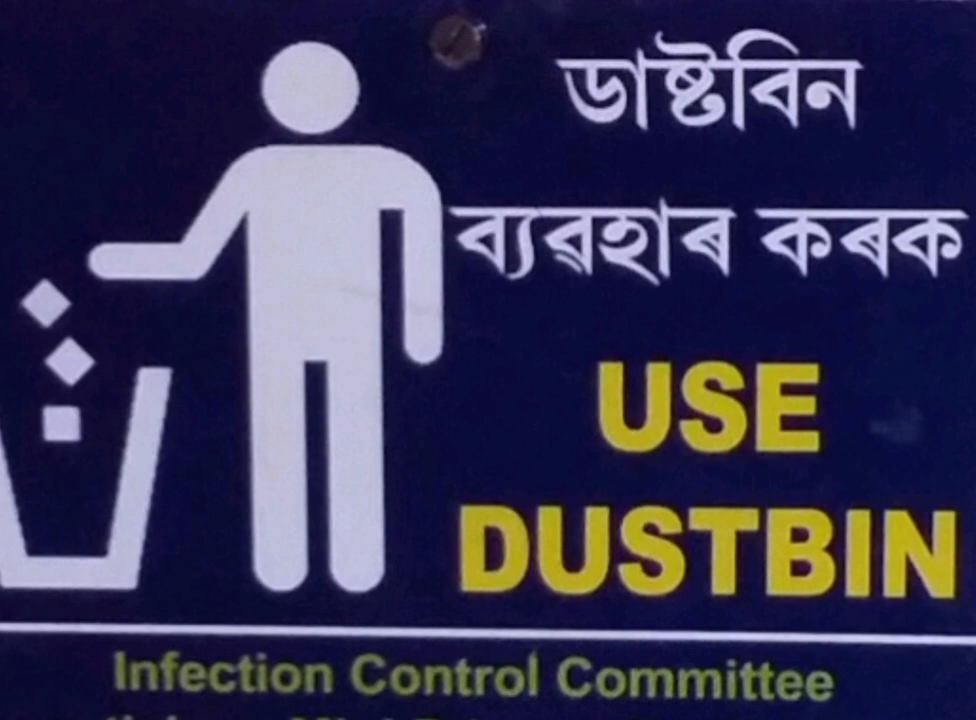 ডাষ্টবিন
ব্যৱহাৰ কৰক
USE
DUSTBIN
Infection Control Committee